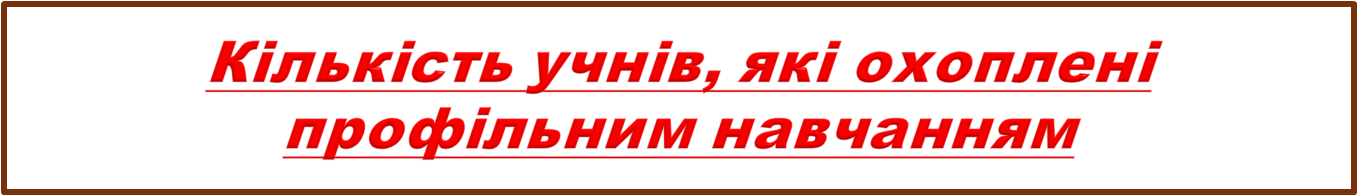 Кількість учнів, які охоплені
профільним навчанням